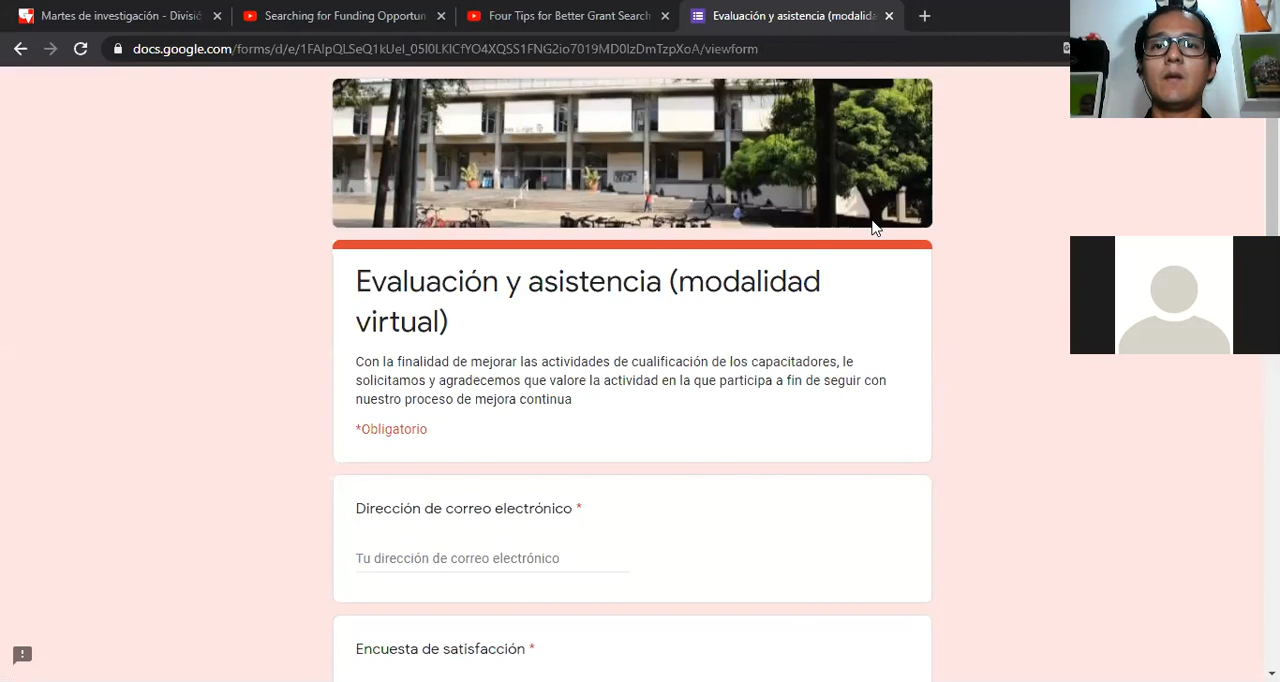 Martes de investigación - Divisió
Searching for Funding Opportun
Four Tips for Better Grant Search
Evaluación y asistencia (modalida
docs.google.com/forms/d/e/1FAIpQLSeQ1kUeI_05I0LKICfYO4XQSS1FNG2io7019MD0IzDmTzpXoA/viewform
Evaluación y asistencia (modalidad
virtual)
Con la finalidad de mejorar las actividades de cualificación de los capacitadores, le
solicitamos y agradecemos que valore la actividad en la que participa a fin de seguir con
nuestro proceso de mejora continua
*Obligatorio
Dirección de correo electrónico *
Tu dirección de correo electrónico
Encuesta de satisfacción *